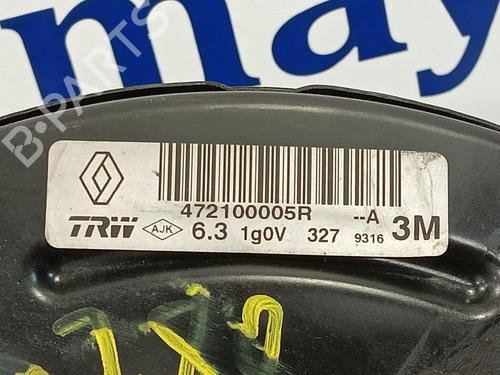 may
B-PARTS
472100005R --A
TRW AJK 6.3 1g0V 327 9316 3M